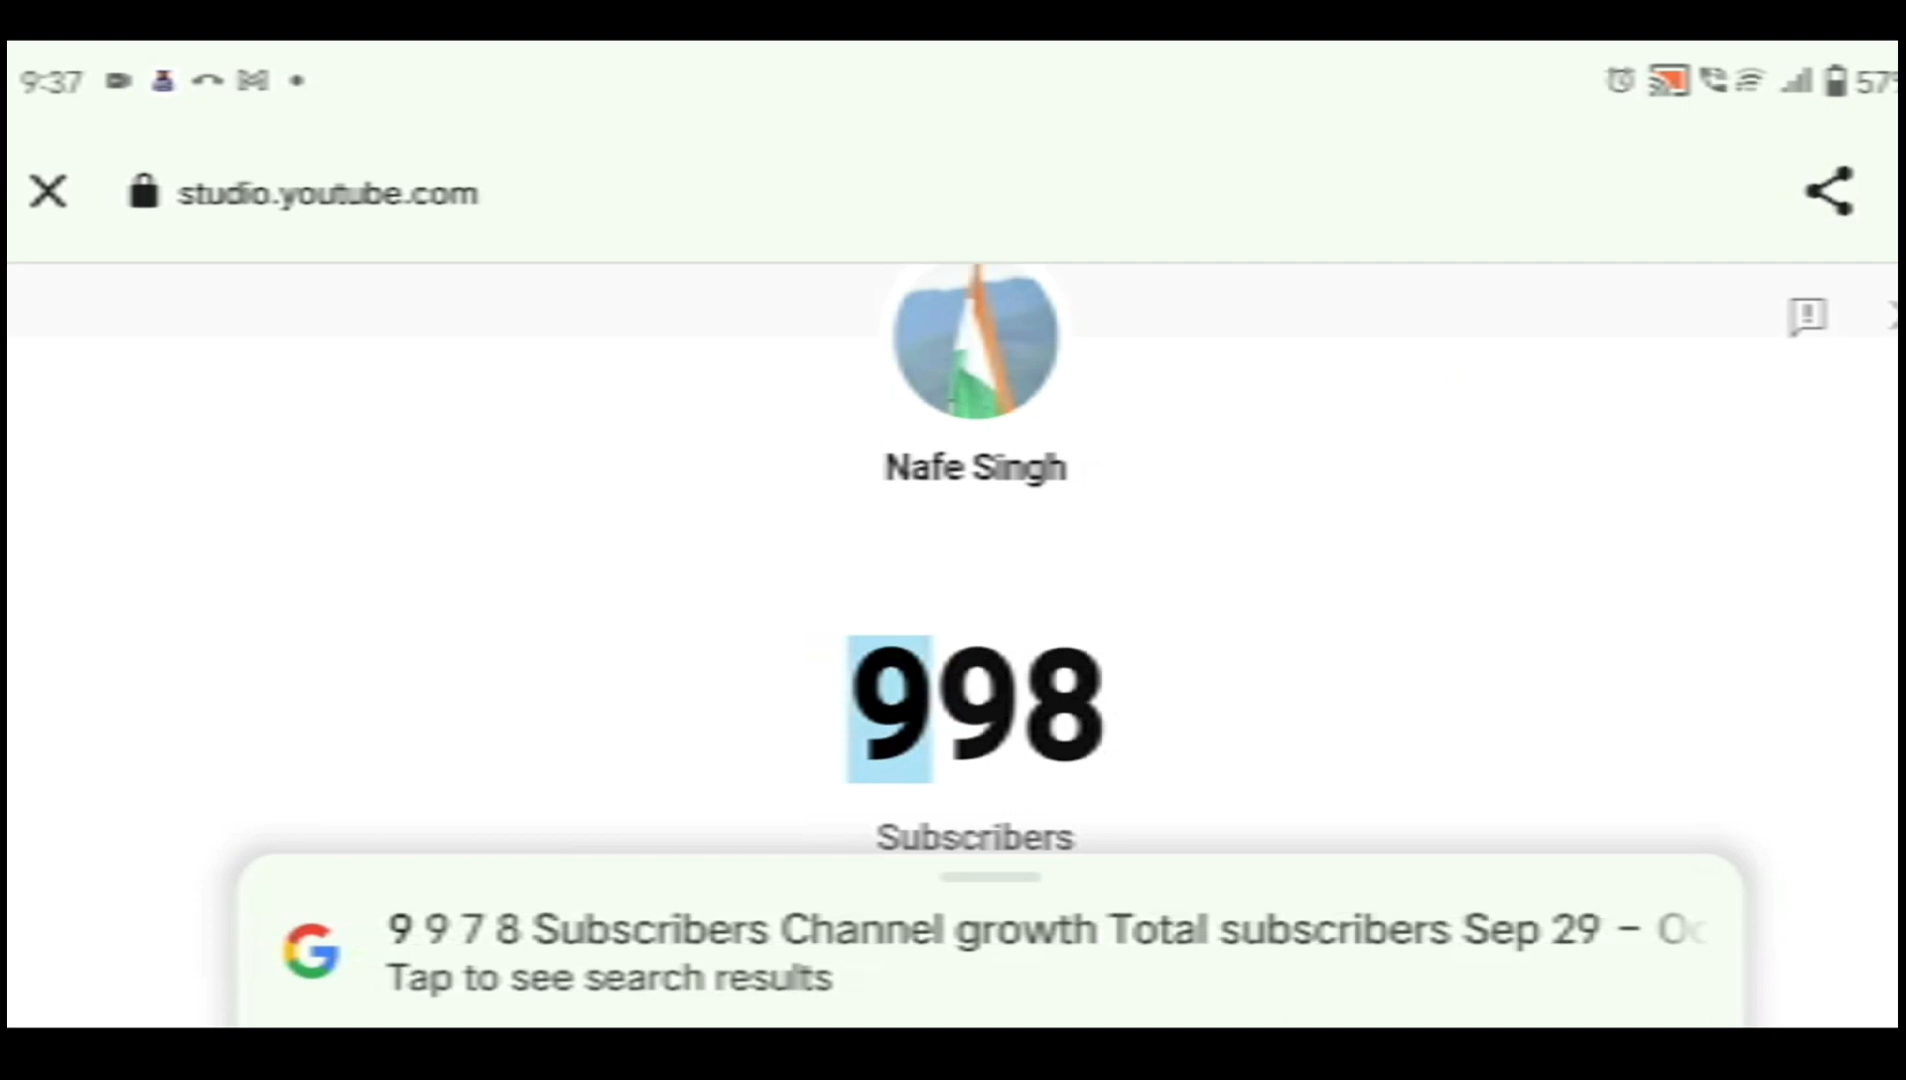 9:37
57%
studio.youtube.com
Nafe Singh
998
Subscribers
9 9 7 8 Subscribers Channel growth Total subscribers Sep 29 –
Tap to see search results